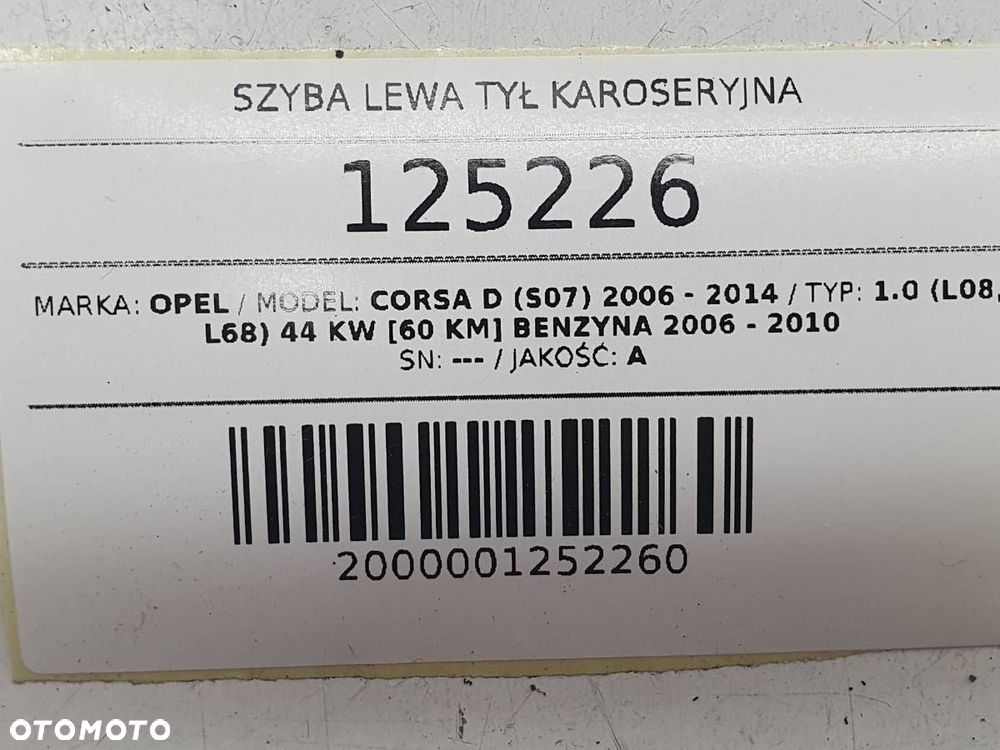 SZYBA LEWA TYŁ KAROSERYJNA
125226
MARKA: OPEL / MODEL: CORSA D (S07) 2006 - 2014 / TYP: 1.0 (L08,
L68) 44 KW [60 KM] BENZYNA 2006 - 2010
SN: --- / JAKOŚĆ: A
2000001252260
OTOMOTO